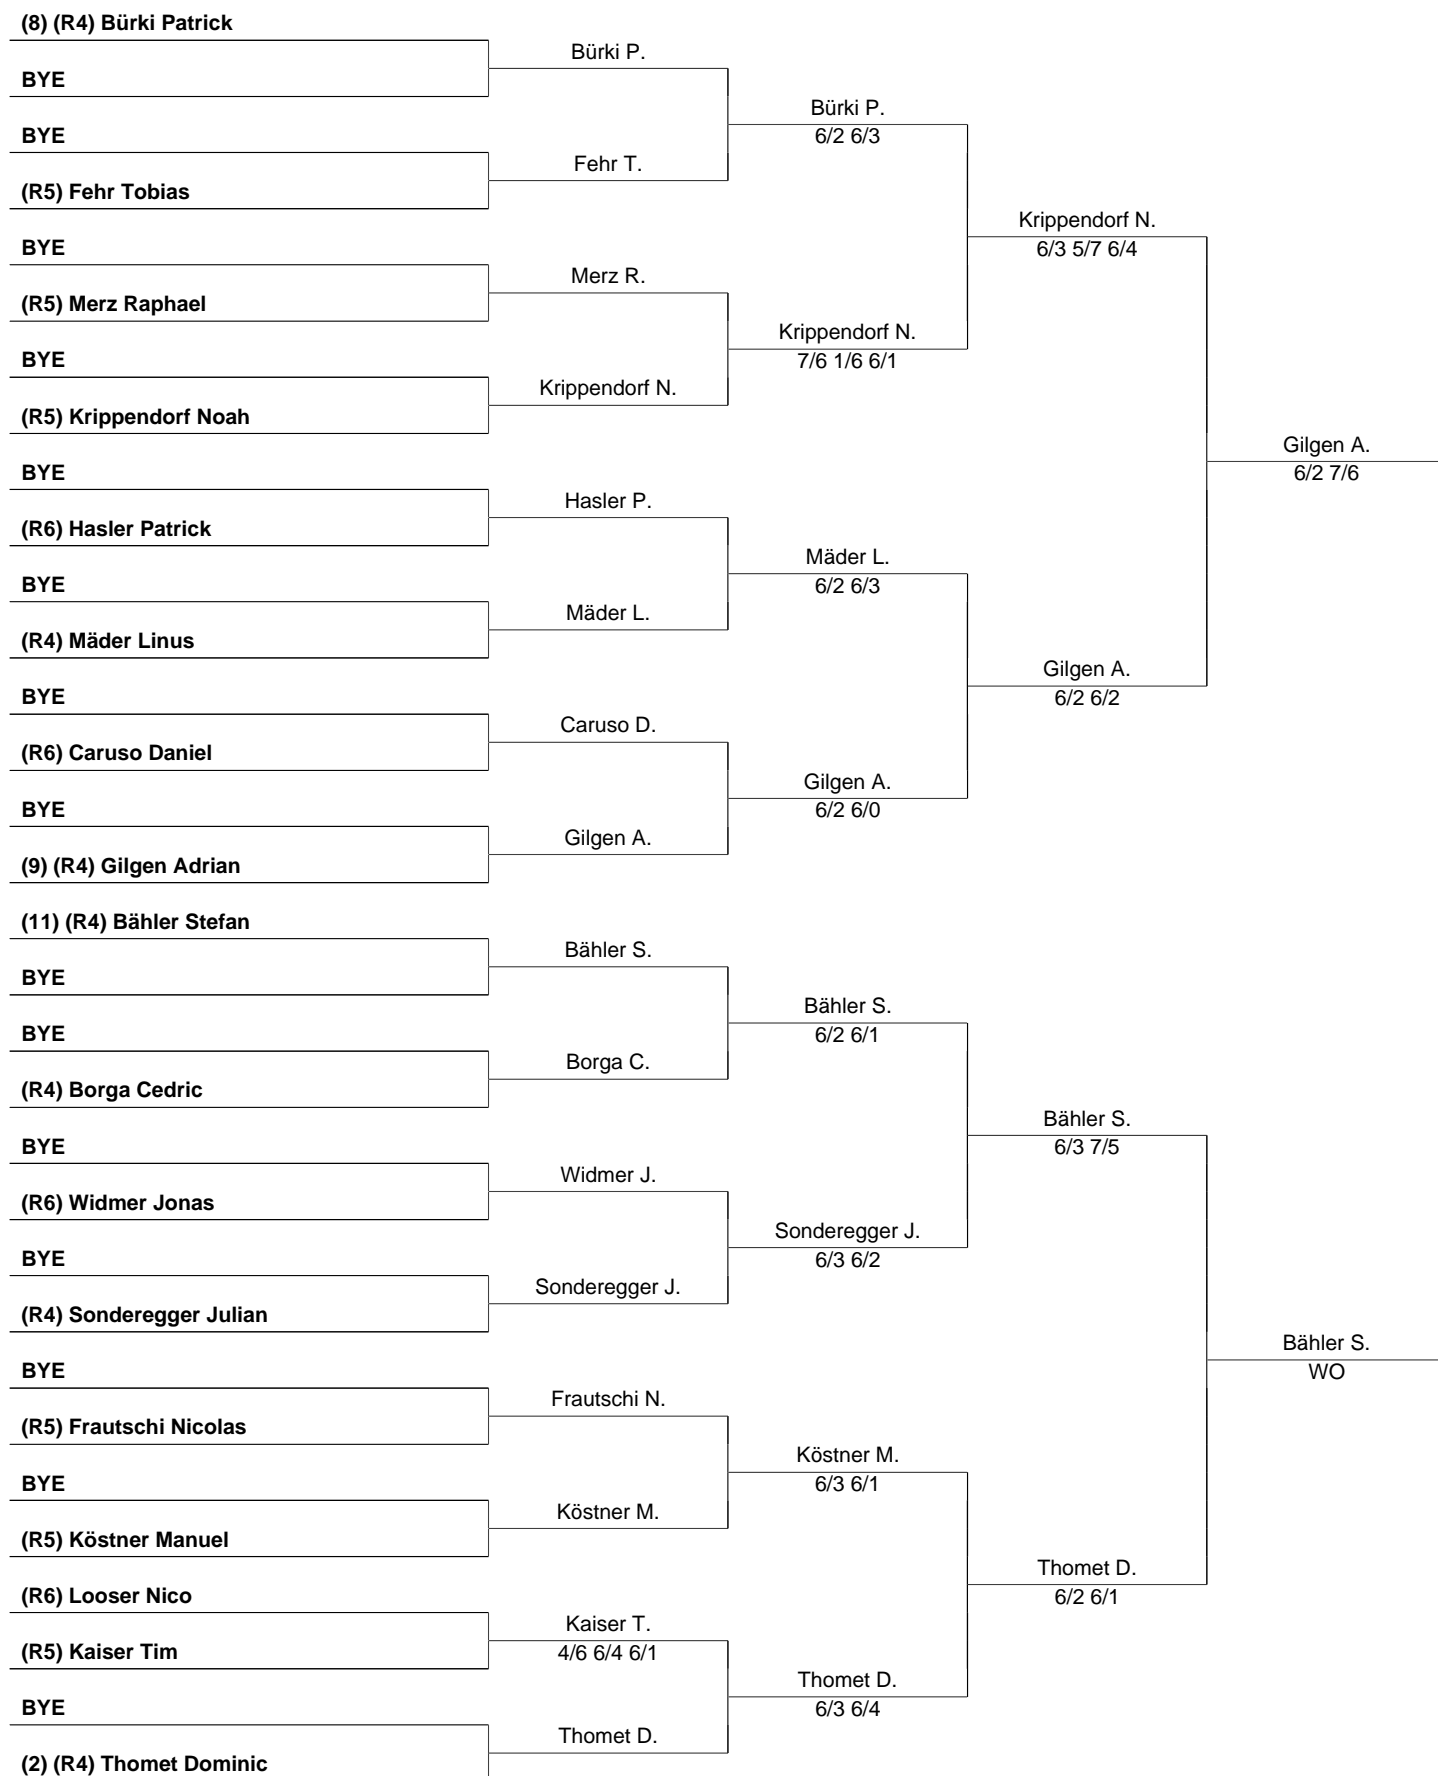 (8) (R4) Bürki Patrick
BYE
BYE
(R5) Fehr Tobias
BYE
(R5) Merz Raphael
BYE
(R5) Krippendorf Noah
BYE
(R6) Hasler Patrick
BYE
(R4) Mäder Linus
BYE
(R6) Caruso Daniel
BYE
(9) (R4) Gilgen Adrian
(11) (R4) Bähler Stefan
BYE
BYE
(R4) Borga Cedric
BYE
(R6) Widmer Jonas
BYE
(R4) Sonderegger Julian
BYE
(R5) Frautschi Nicolas
BYE
(R5) Köstner Manuel
(R6) Looser Nico
(R5) Kaiser Tim
BYE
(2) (R4) Thomet Dominic
Bürki P.
Fehr T.
Merz R.
Krippendorf N.
Hasler P.
Mäder L.
Caruso D.
Gilgen A.
Bähler S.
Borga C.
Widmer J.
Sonderegger J.
Frautschi N.
Köstner M.
Kaiser T.
4/6 6/4 6/1
Thomet D.
Bürki P.
6/2 6/3
Krippendorf N.
7/6 1/6 6/1
Mäder L.
6/2 6/3
Gilgen A.
6/2 6/0
Bähler S.
6/2 6/1
Sonderegger J.
6/3 6/2
Köstner M.
6/3 6/1
Thomet D.
6/3 6/4
Krippendorf N.
6/3 5/7 6/4
Gilgen A.
6/2 6/2
Bähler S.
6/3 7/5
Thomet D.
6/2 6/1
Gilgen A.
6/2 7/6
Bähler S.
WO